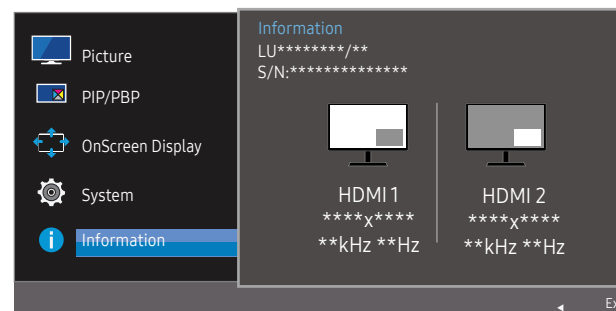 Picture
PIP/PBP
OnScreen Display
System
Information
Information
LU********/**
S/N:**************
HDMI 1
****x****
**kHz **Hz
HDMI 2
****x****
**kHz **Hz